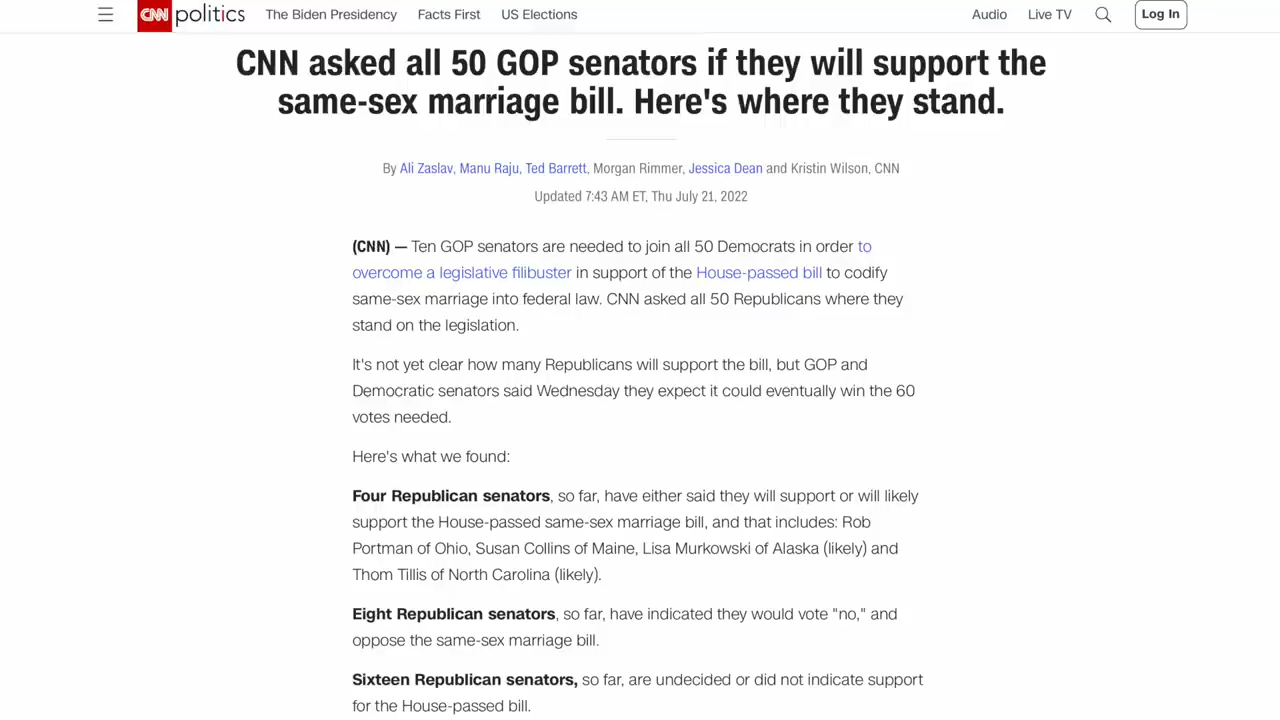 CNN politics The Biden Presidency Facts First US Elections Audio Live TV Log In
CNN asked all 50 GOP senators if they will support the
same-sex marriage bill. Here's where they stand.
By Ali Zaslav, Manu Raju, Ted Barrett, Morgan Rimmer, Jessica Dean and Kristin Wilson, CNN
Updated 7:43 AM ET, Thu July 21, 2022
(CNN) — Ten GOP senators are needed to join all 50 Democrats in order to
overcome a legislative filibuster in support of the House-passed bill to codify
same-sex marriage into federal law. CNN asked all 50 Republicans where they
stand on the legislation.
It's not yet clear how many Republicans will support the bill, but GOP and
Democratic senators said Wednesday they expect it could eventually win the 60
votes needed.
Here's what we found:
Four Republican senators, so far, have either said they will support or will likely
support the House-passed same-sex marriage bill, and that includes: Rob
Portman of Ohio, Susan Collins of Maine, Lisa Murkowski of Alaska (likely) and
Thom Tillis of North Carolina (likely).
Eight Republican senators, so far, have indicated they would vote "no," and
oppose the same-sex marriage bill.
Sixteen Republican senators, so far, are undecided or did not indicate support
for the House-passed bill.